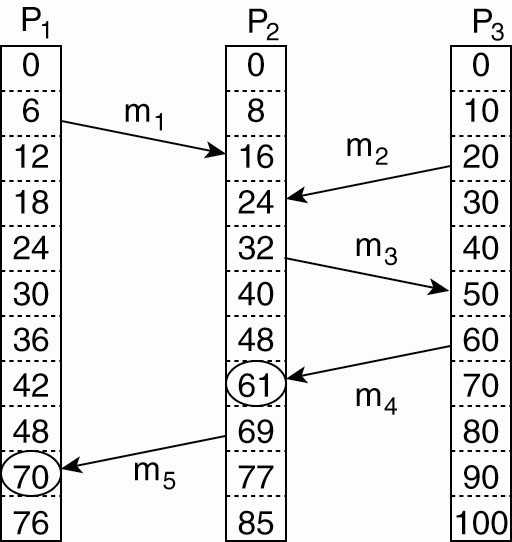 P1 P2 P3
0 0 0
6 m1 8 10
12 16 m2 20
18 24 30
24 32 m3 40
30 40 50
36 48 60
42 61 m4 70
48 69 80
70 m5 77 90
76 85 100